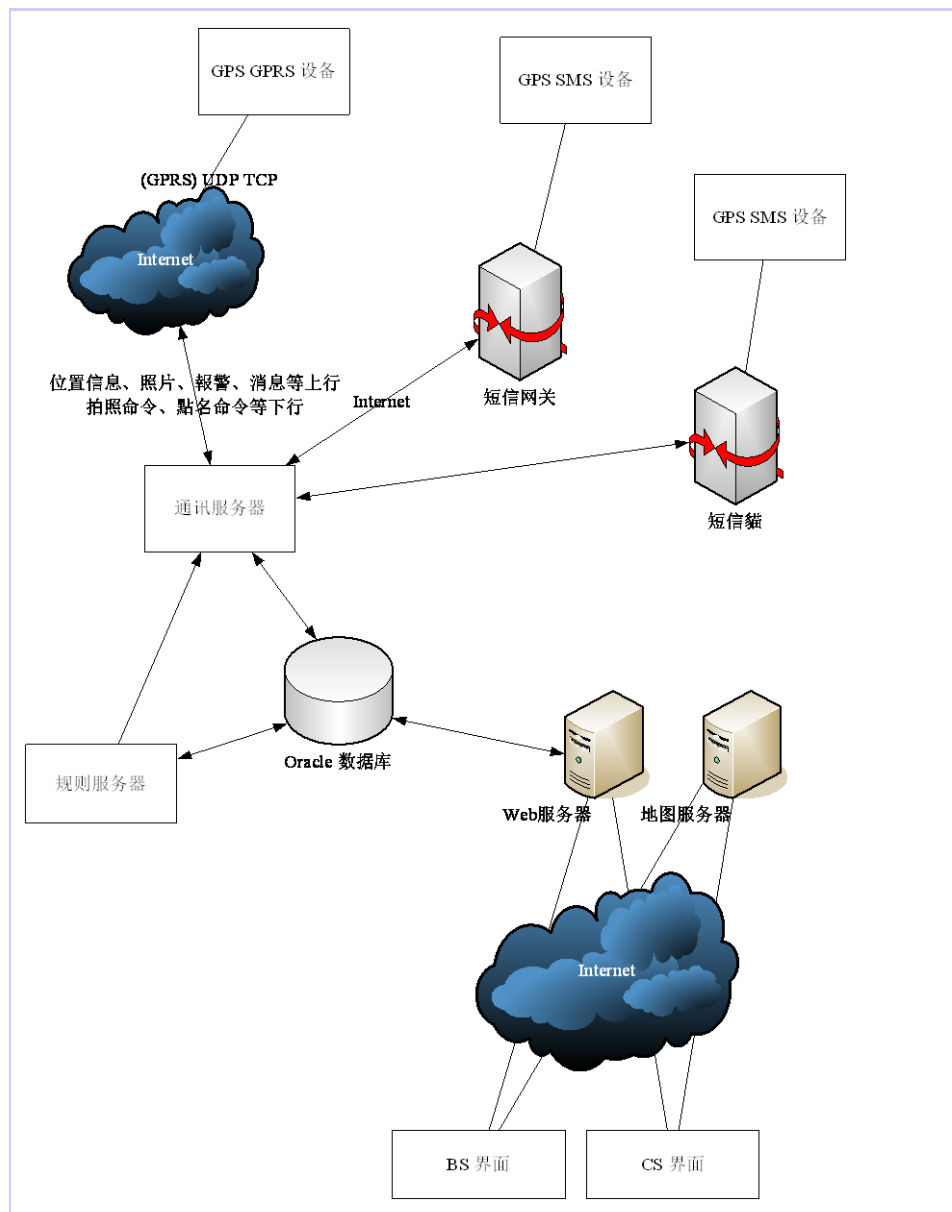 GPS GPRS 设备
GPS SMS 设备
(GPRS) UDP TCP
GPS SMS 设备
Internet
位置信息、照片、報警、消息等上行
拍照命令、點名命令等下行
Internet
短信网关
通讯服务器
短信貓
Oracle 数据库
规则服务器
Web服务器
地图服务器
Internet
BS 界面
CS 界面